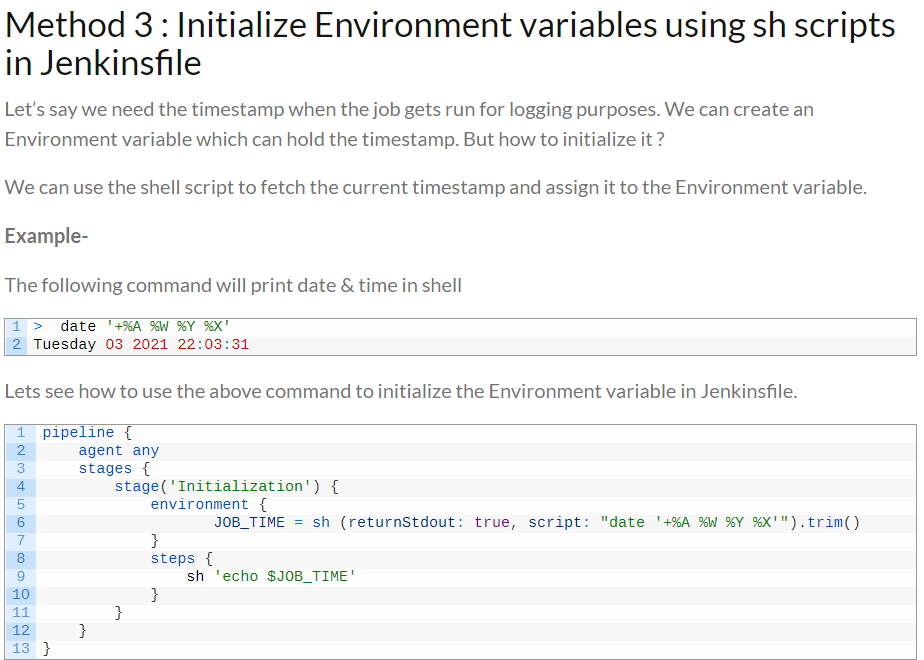 Method 3 : Initialize Environment variables using sh scripts
in Jenkinsfile
Let’s say we need the timestamp when the job gets run for logging purposes. We can create an
Environment variable which can hold the timestamp. But how to initialize it ?
We can use the shell script to fetch the current timestamp and assign it to the Environment variable.
Example-
The following command will print date & time in shell
1 >  date '+%A %W %Y %X'
2 Tuesday 03 2021 22:03:31
Lets see how to use the above command to initialize the Environment variable in Jenkinsfile.
1 pipeline {
2     agent any
3     stages {
4         stage('Initialization') {
5             environment {
6                    JOB_TIME = sh (returnStdout: true, script: "date '+%A %W %Y %X'").trim()
7             }
8             steps {
9                 sh 'echo $JOB_TIME'
10             }
11         }
12     }
13 }